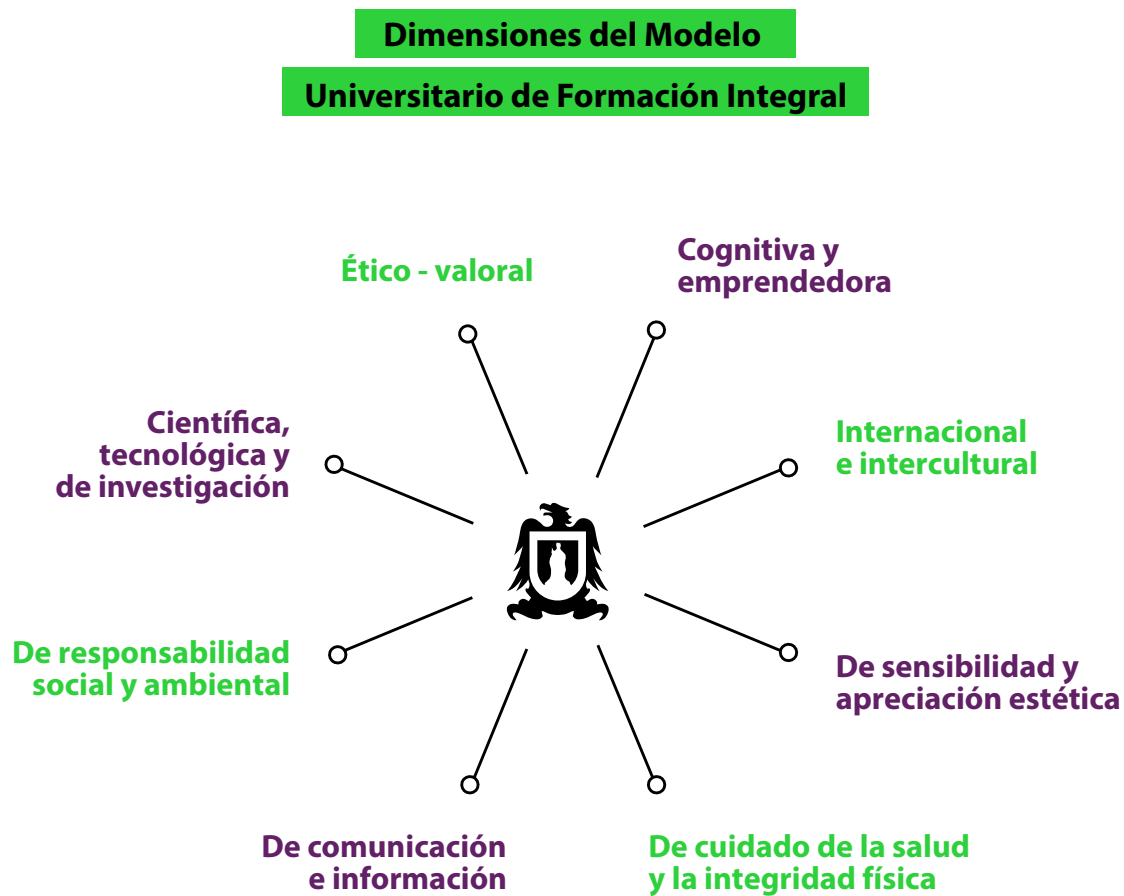 Dimensiones del Modelo
Universitario de Formación Integral
Ético - valoral
Cognitiva y
emprendedora
Científica,
tecnológica y
de investigación
Internacional
e intercultural
De responsabilidad
social y ambiental
De sensibilidad y
apreciación estética
De comunicación
e información
De cuidado de la salud
y la integridad física